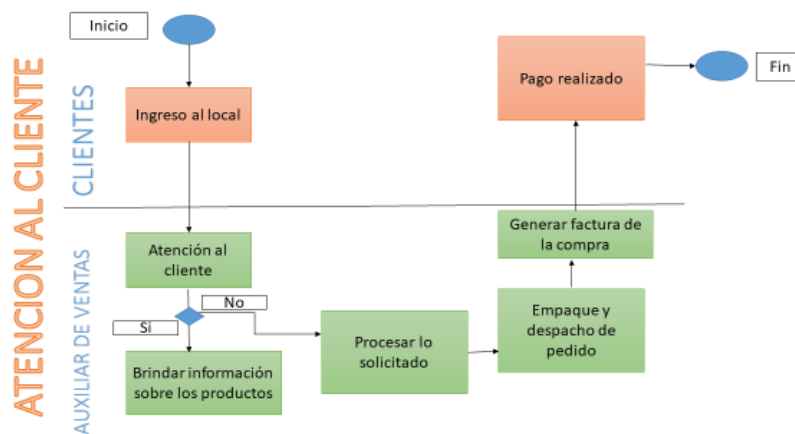 ATENCION AL CLIENTE
CLIENTES
Inicio
Ingreso al local
Pago realizado
Fin
AUXILIAR DE VENTAS
Atención al
cliente
No
Si
Brindar información
sobre los productos
Procesar lo
solicitado
Empaque y
despacho de
pedido
Generar factura de
la compra